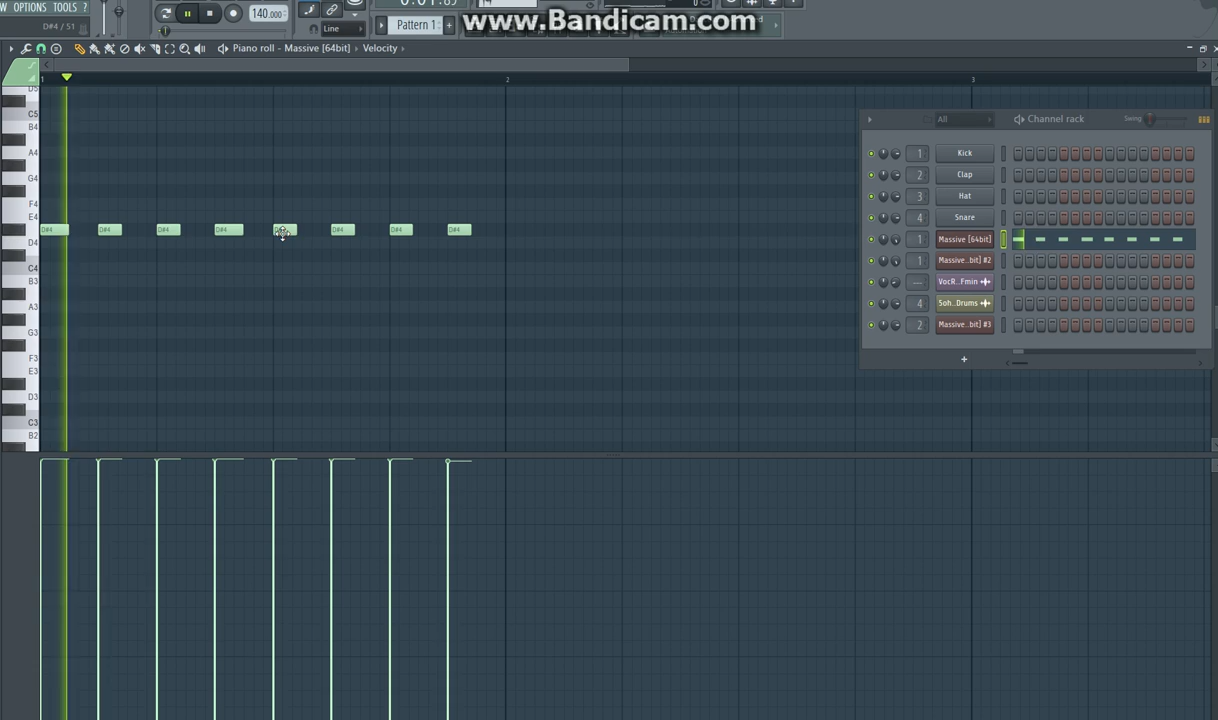 W OPTIONS TOOLS ?
D#4 / 51
140.000
Line
Pattern 1
+
www.Bandicam.com
Piano roll - Massive [64bit] Velocity
1
2
3
D5
C5
B4
A4
G4
F4
E4
D4
C4
B3
A3
G3
F3
E3
D3
C3
B2
D#4 D#4 D#4 D#4 D#4 D#4 D#4
All Channel rack Swing
1 Kick
2 Clap
3 Hat
4 Snare
1 Massive [64bit]
1 Massive..bit] #2
--- VocR..Fmin
4 Soh..Drums
2 Massive..bit] #3
+